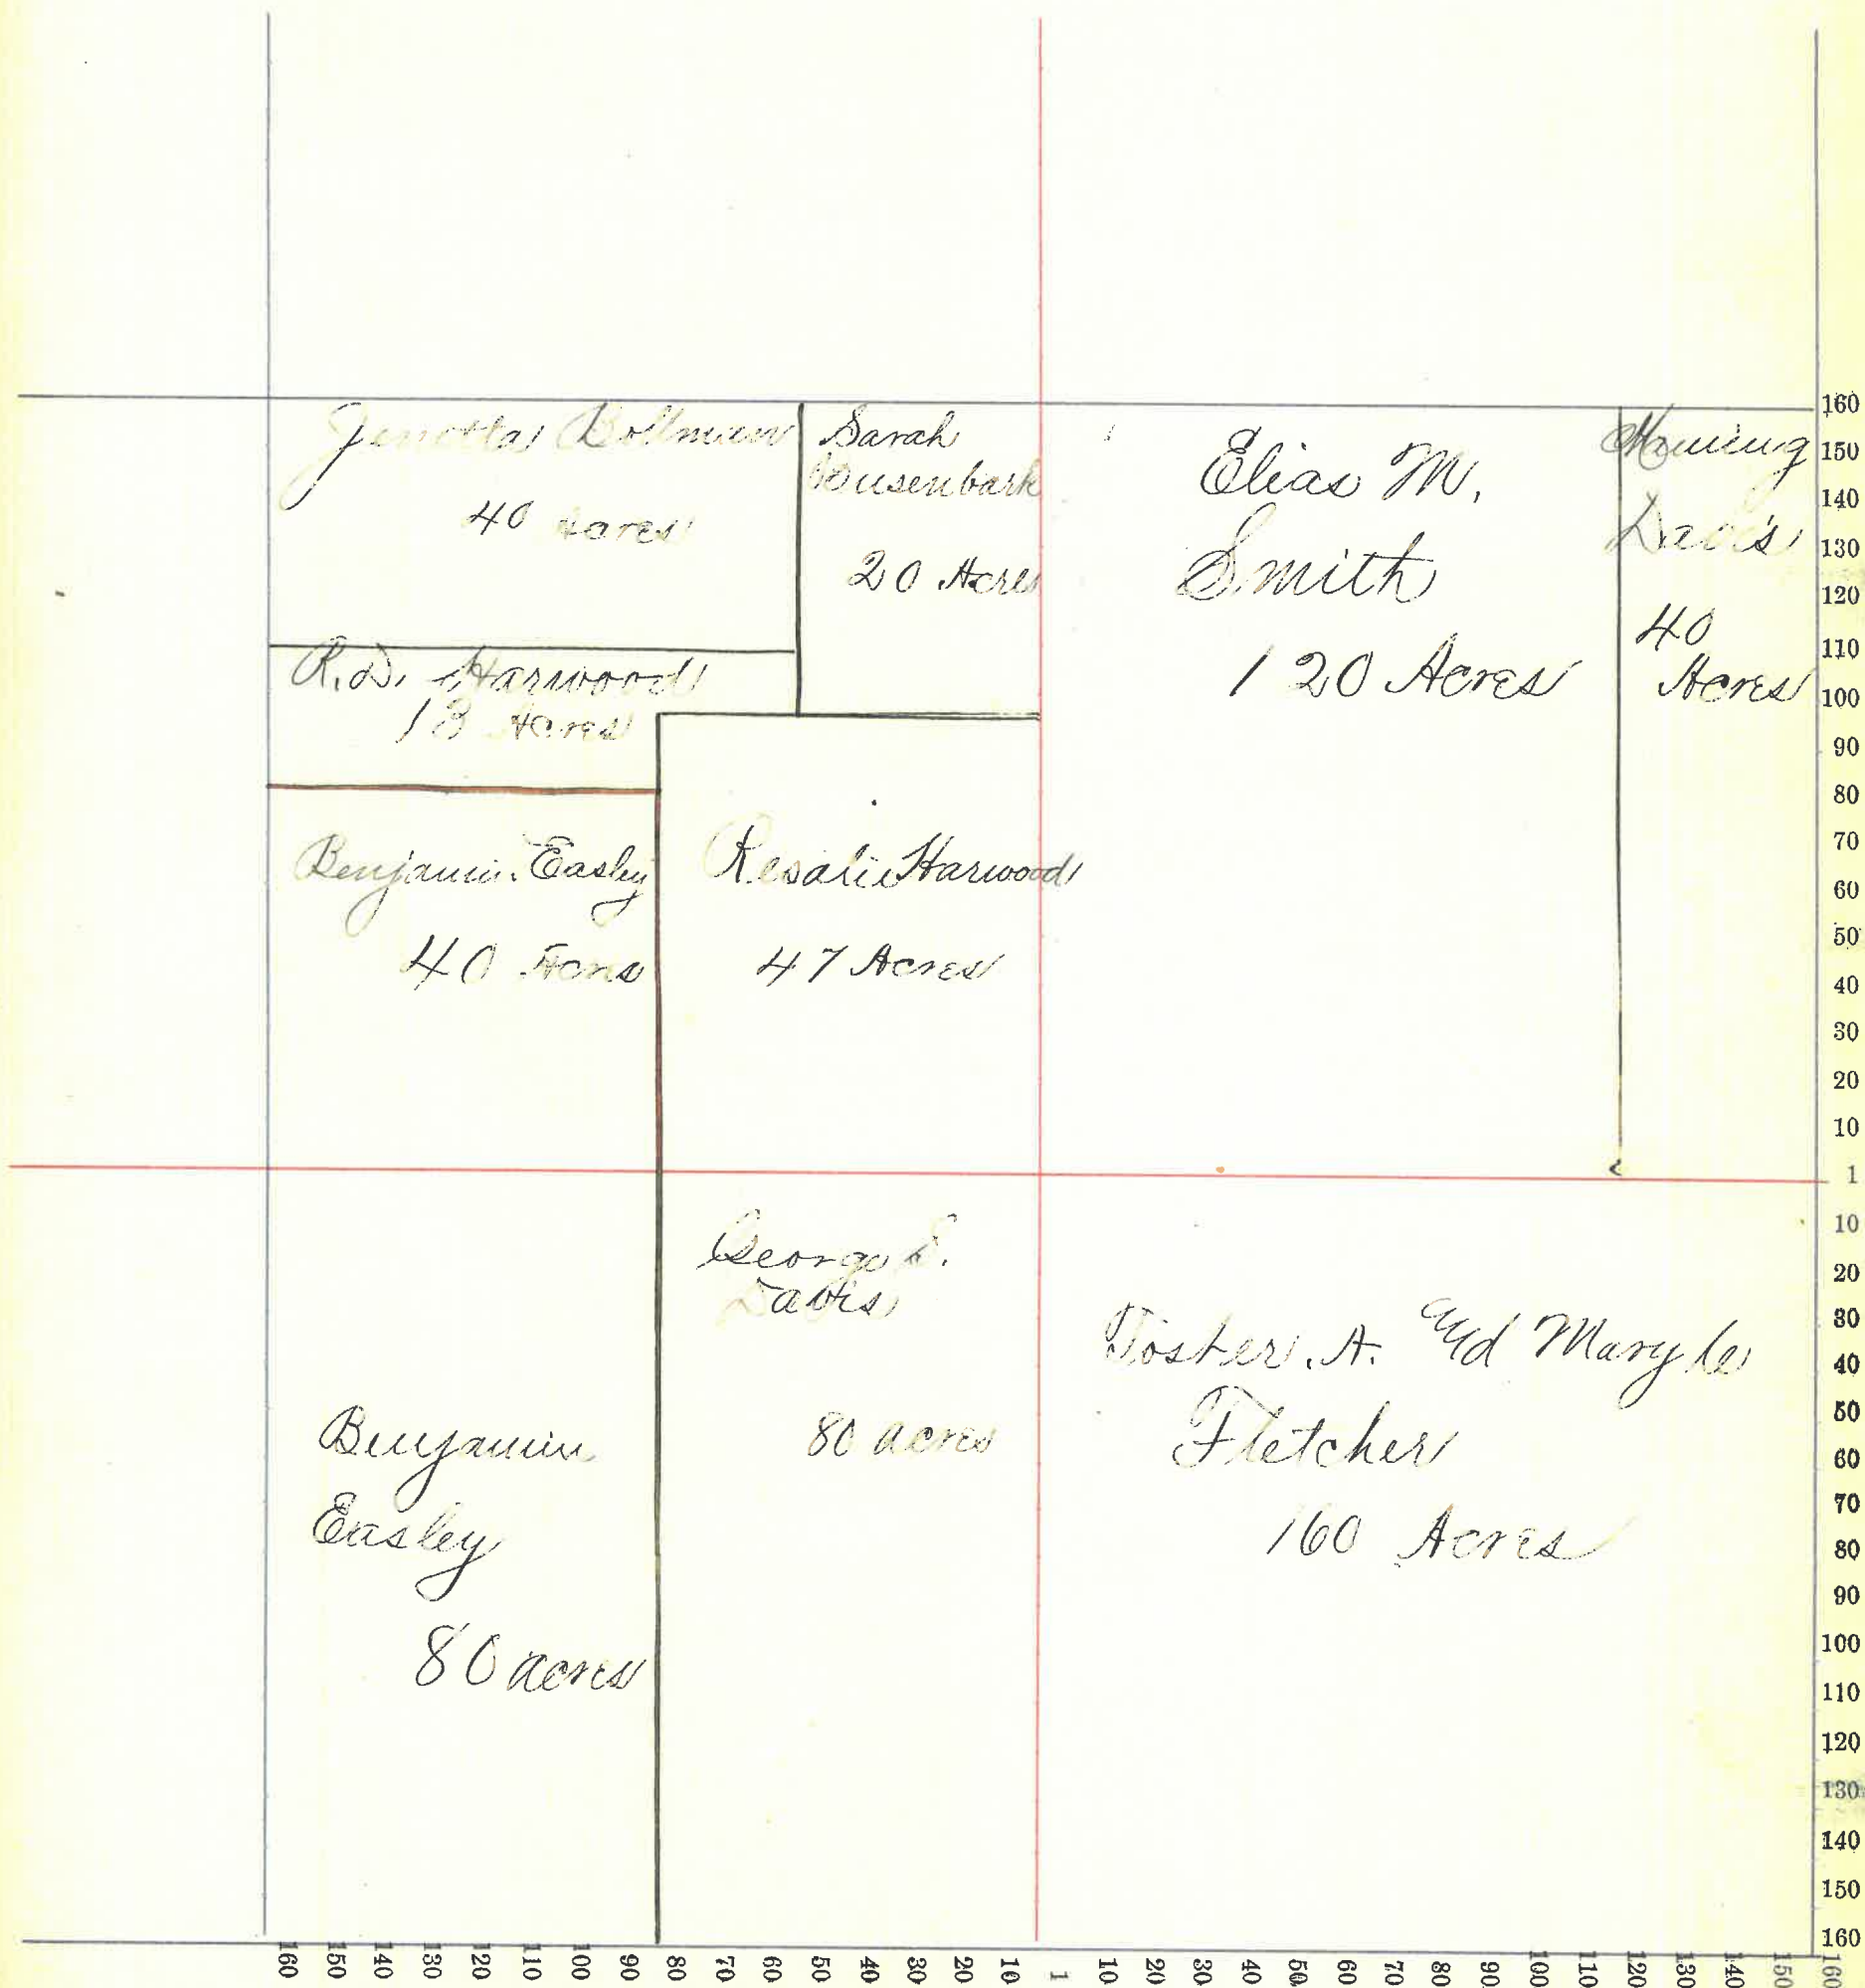 Jenetta Bollman
40 Acres
Sarah
Busenbark
20 Acres
Elias M.
Smith
120 Acres
Davis
40
Acres
R. D. Harwood
13 Acres
Benjamin Easley
40 Acres
Rosalie Harwood
47 Acres
George S.
Davis
80 acres
Benjamin
Easley
80 acres
Foster. A. And Mary
Fletcher
160 Acres
160
150
140
130
120
110
100
90
80
70
60
50
40
30
20
10
1
10
20
30
40
50
60
70
80
90
100
110
120
130
140
150
160
160 150 140 130 120 110 100 90 80 70 60 50 40 30 20 10 1 10 20 30 40 50 60 70 80 90 100 110 120 130 140 150 160